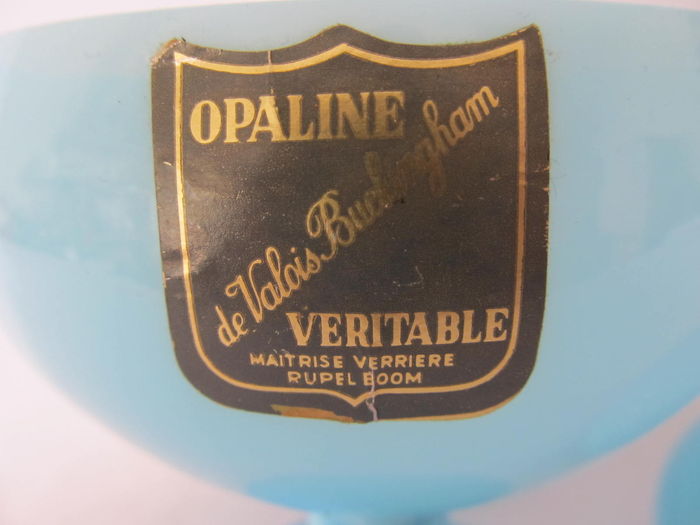 OPALINE
de Valois Buckingham
VERITABLE
MAITRISE VERRIERE
RUPEL BOOM